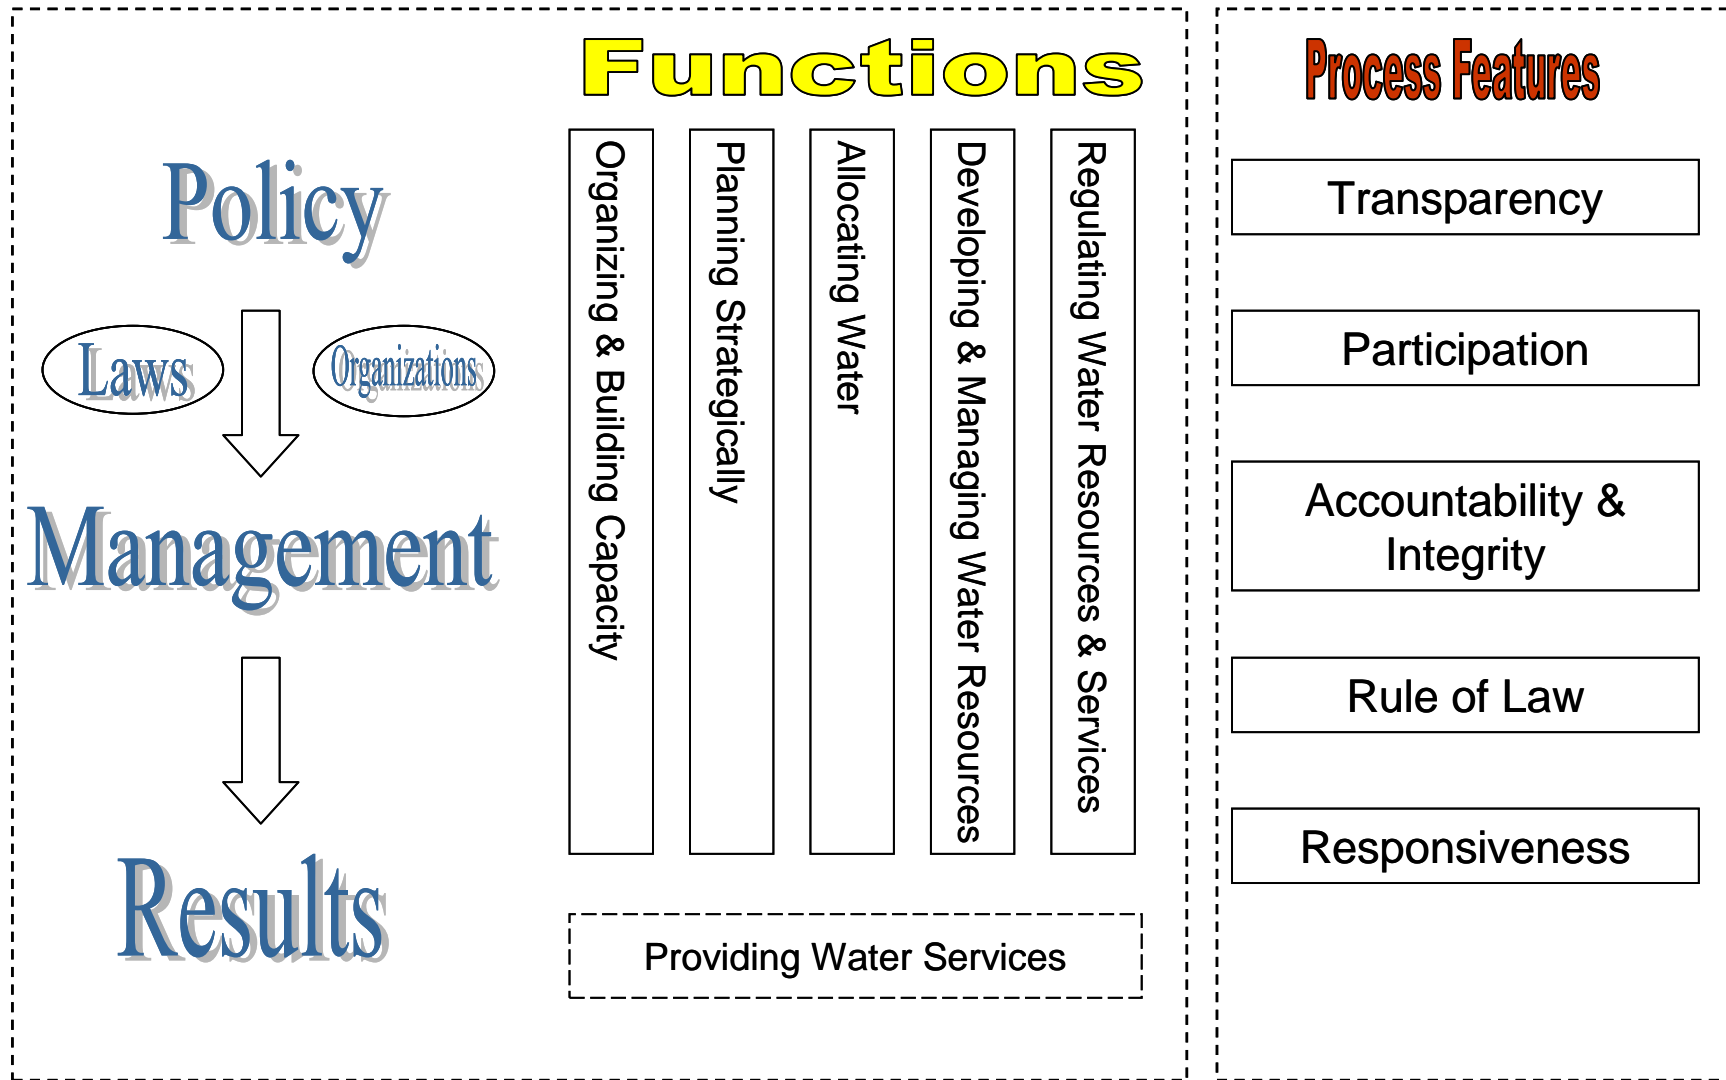 Functions
Process Features
Policy
Laws
Organizations
Management
Results
Organizing & Building Capacity
Planning Strategically
Allocating Water
Developing & Managing Water Resources
Regulating Water Resources & Services
Providing Water Services
Transparency
Participation
Accountability &
Integrity
Rule of Law
Responsiveness